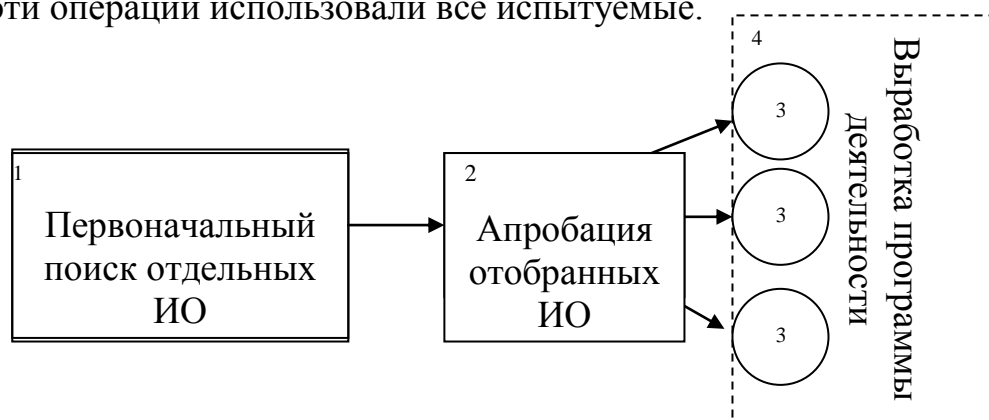 операции использовали все испытуемые.
1
Первоначальный
поиск отдельных
ИО
2
Апробация
отобранных
ИО
3
3
3
4
Выработка программы
деятельности